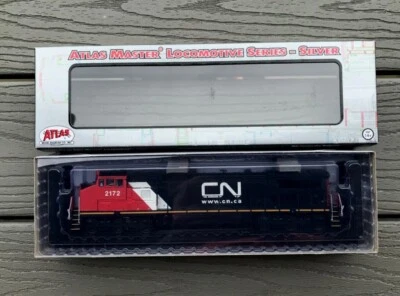 Atlas Master® Locomotive Series - Silver
ATLAS
2172
CN
www.cn.ca